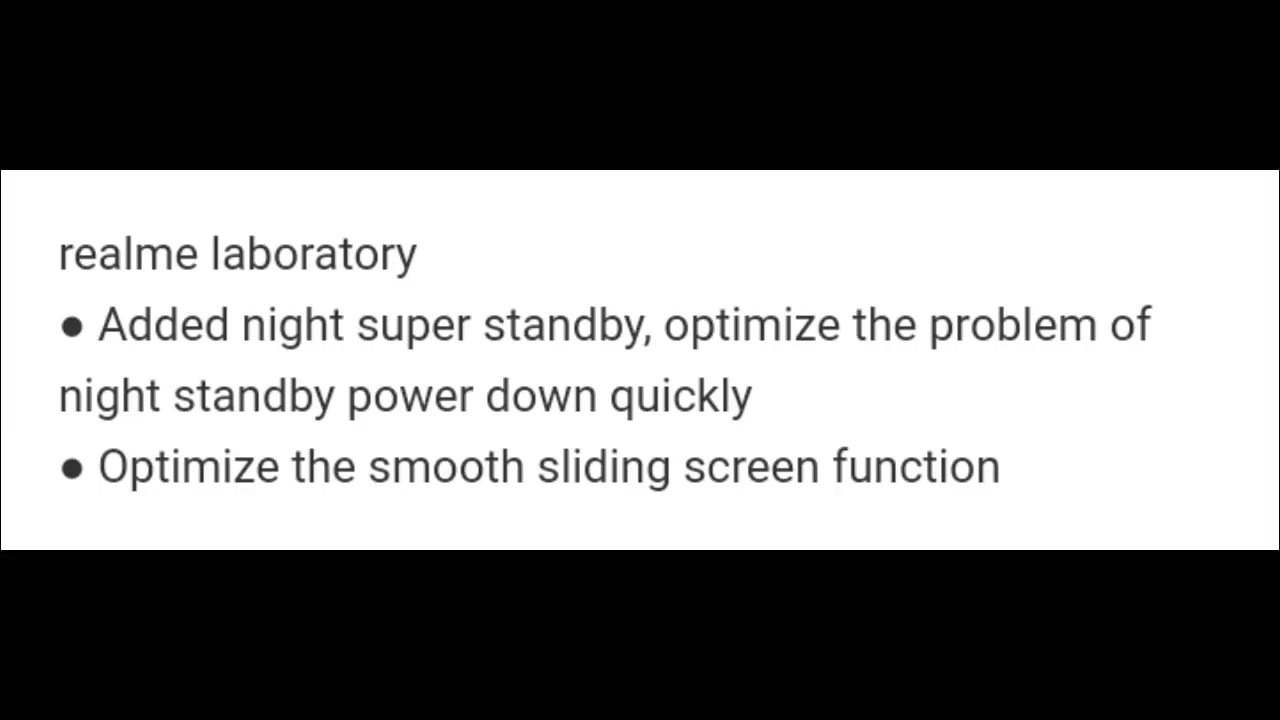 realme laboratory
● Added night super standby, optimize the problem of
night standby power down quickly
● Optimize the smooth sliding screen function